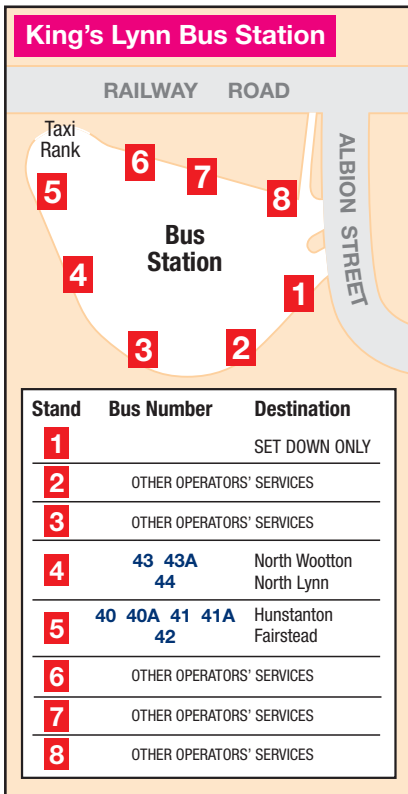 King's Lynn Bus Station
RAILWAY ROAD
Taxi
Rank
ALBION STREET
6
7
5
8
Bus
Station
4
1
3
2
Stand Bus Number Destination
1 SET DOWN ONLY
2 OTHER OPERATORS' SERVICES
3 OTHER OPERATORS' SERVICES
4 43 43A North Wootton
44 North Lynn
5 40 40A 41 41A Hunstanton
42 Fairstead
6 OTHER OPERATORS' SERVICES
7 OTHER OPERATORS' SERVICES
8 OTHER OPERATORS' SERVICES